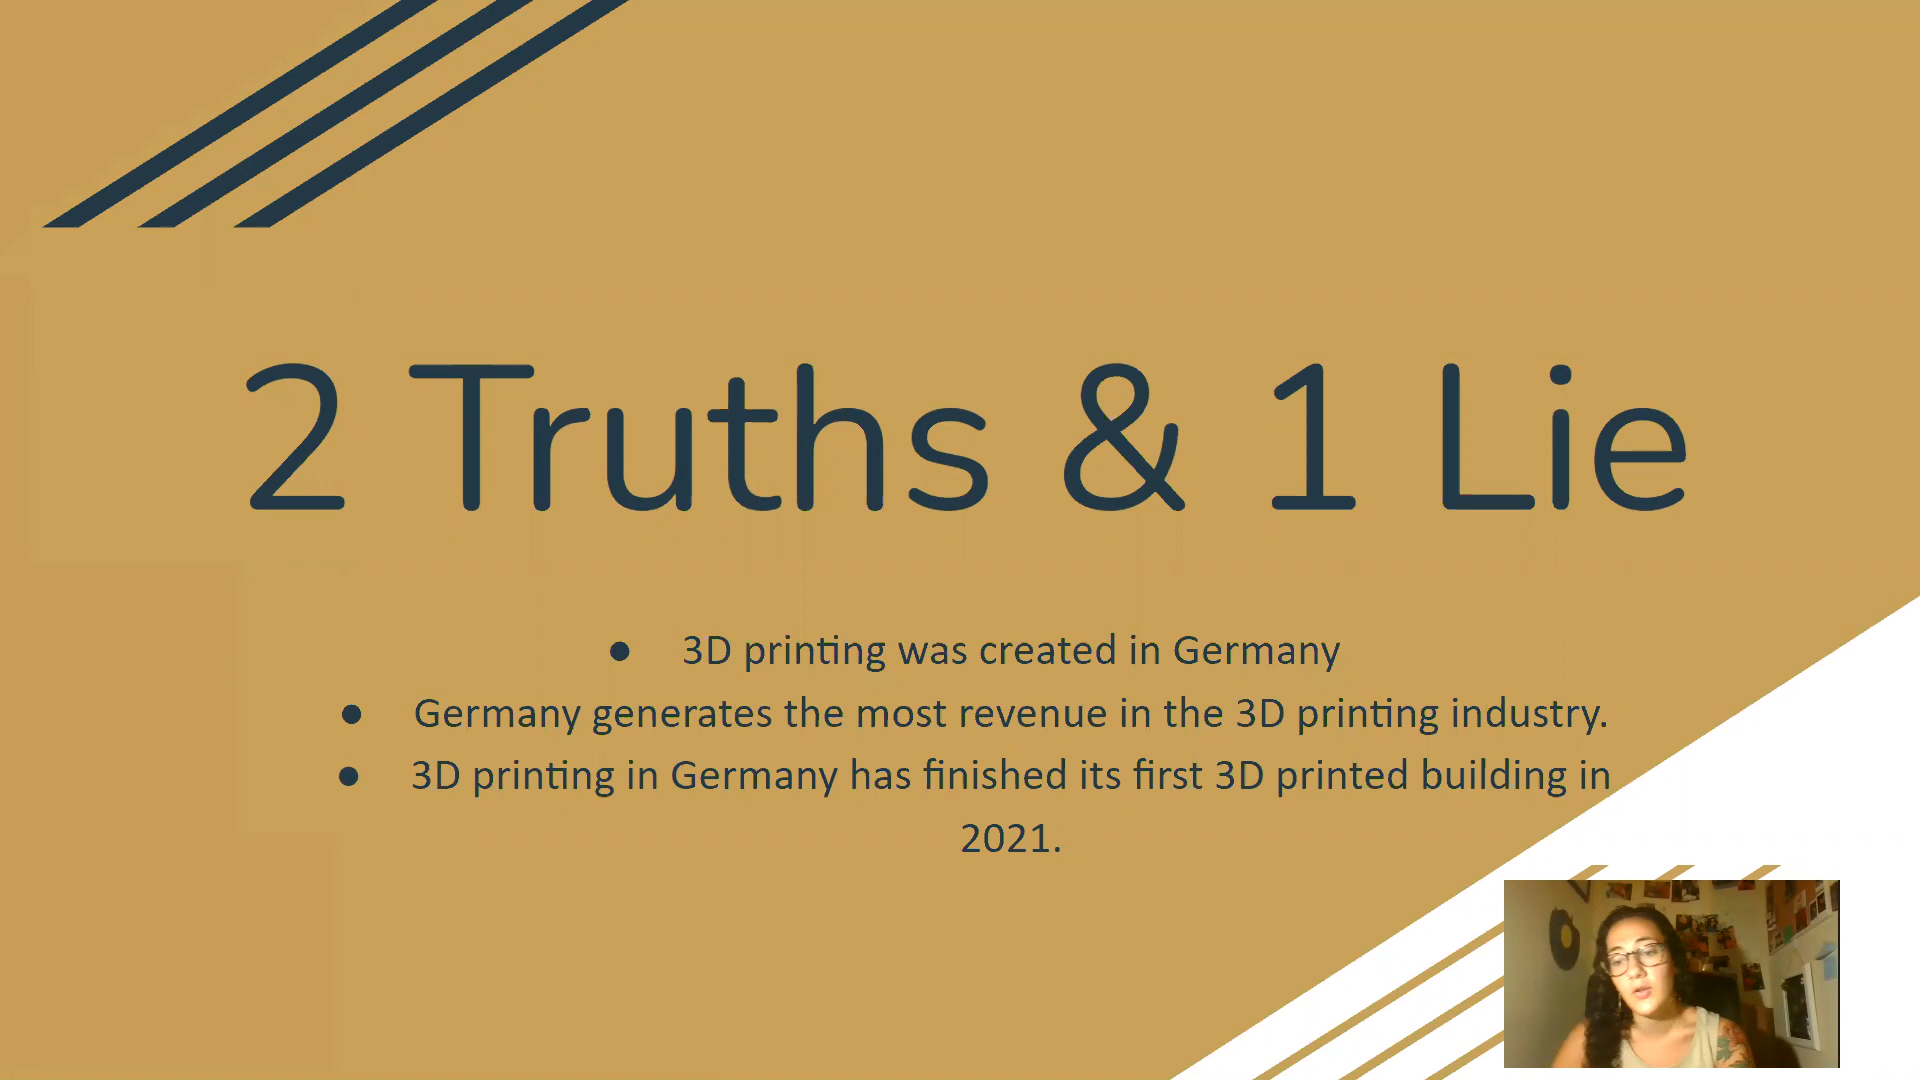 2 Truths & 1 Lie
● 3D printing was created in Germany
● Germany generates the most revenue in the 3D printing industry.
● 3D printing in Germany has finished its first 3D printed building in
2021.